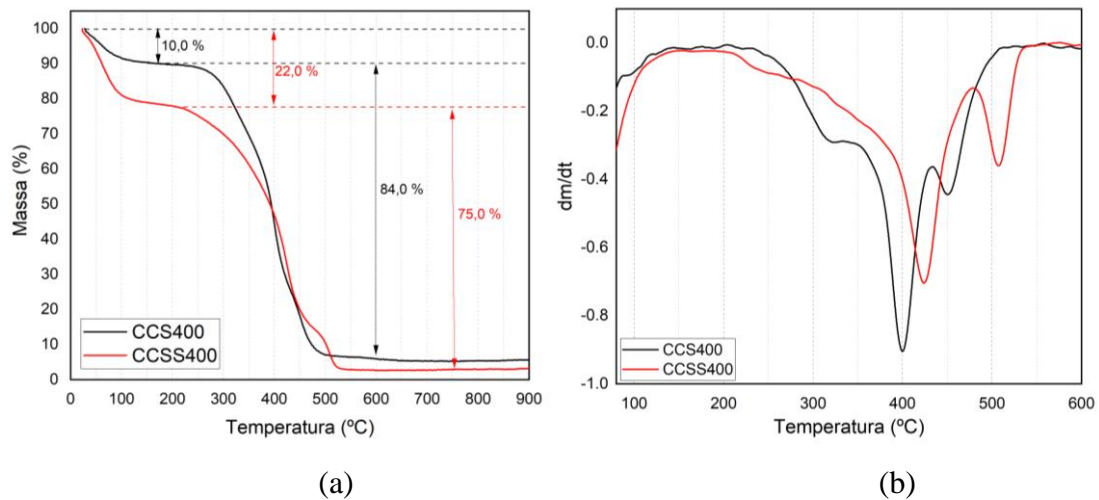 100
90
80
70
60
50
40
30
20
10
0
Massa (%)
10,0 %
22,0 %
84,0 %
75,0 %
CCS400
CCSS400
0 100 200 300 400 500 600 700 800 900
Temperatura (ºC)
(a)
0.0
-0.2
-0.4
-0.6
-0.8
-1.0
dm/dt
CCS400
CCSS400
100 200 300 400 500 600
Temperatura (ºC)
(b)